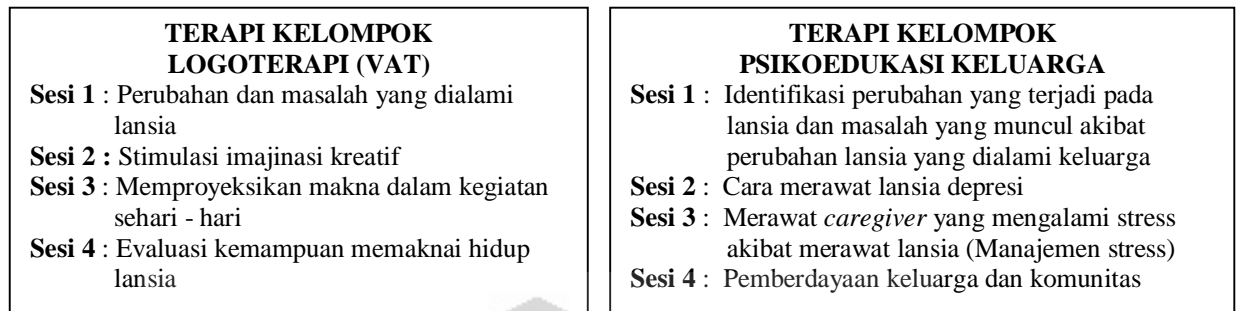 TERAPI KELOMPOK
LOGOTERAPI (VAT)
Sesi 1 : Perubahan dan masalah yang dialami
lansia
Sesi 2 : Stimulasi imajinasi kreatif
Sesi 3 : Memproyeksikan makna dalam kegiatan
sehari - hari
Sesi 4 : Evaluasi kemampuan memaknai hidup
lansia
TERAPI KELOMPOK
PSIKOEDUKASI KELUARGA
Sesi 1 : Identifikasi perubahan yang terjadi pada
lansia dan masalah yang muncul akibat
perubahan lansia yang dialami keluarga
Sesi 2 : Cara merawat lansia depresi
Sesi 3 : Merawat caregiver yang mengalami stress
akibat merawat lansia (Manajemen stress)
Sesi 4 : Pemberdayaan keluarga dan komunitas